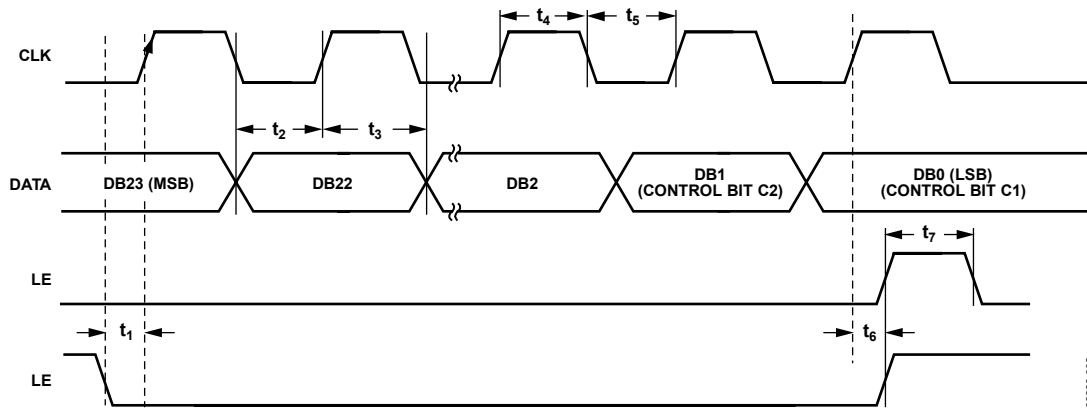 t4
t5
CLK
t2
t3
DATA
DB23 (MSB)
DB22
DB2
DB1
(CONTROL BIT C2)
DB0 (LSB)
(CONTROL BIT C1)
t7
LE
t1
t6
LE